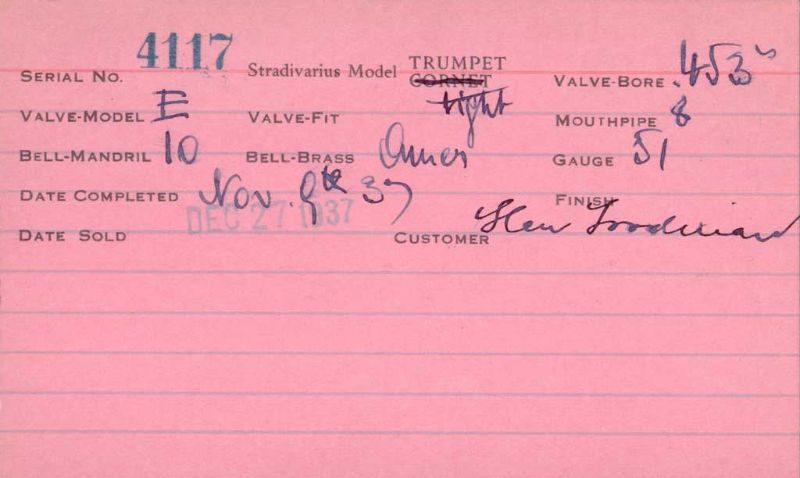 SERIAL NO. 4117 Stradivarius Model TRUMPET VALVE-BORE .453"
CORNET
VALVE-MODEL E VALVE-FIT tight MOUTHPIPE 8
BELL-MANDRIL 10 BELL-BRASS GAUGE 51
DATE COMPLETED Nov. 9th 37 FINISH
DEC 27 1937
DATE SOLD CUSTOMER